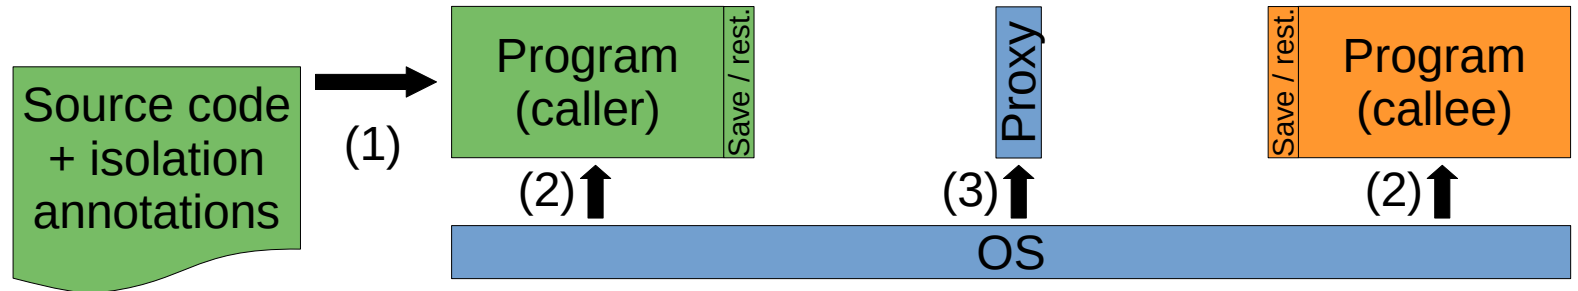 Source code
+ isolation
annotations
(1)
Program
(caller)
Save / rest.
(2)
Proxy
(3)
Save / rest.
Program
(callee)
(2)
OS